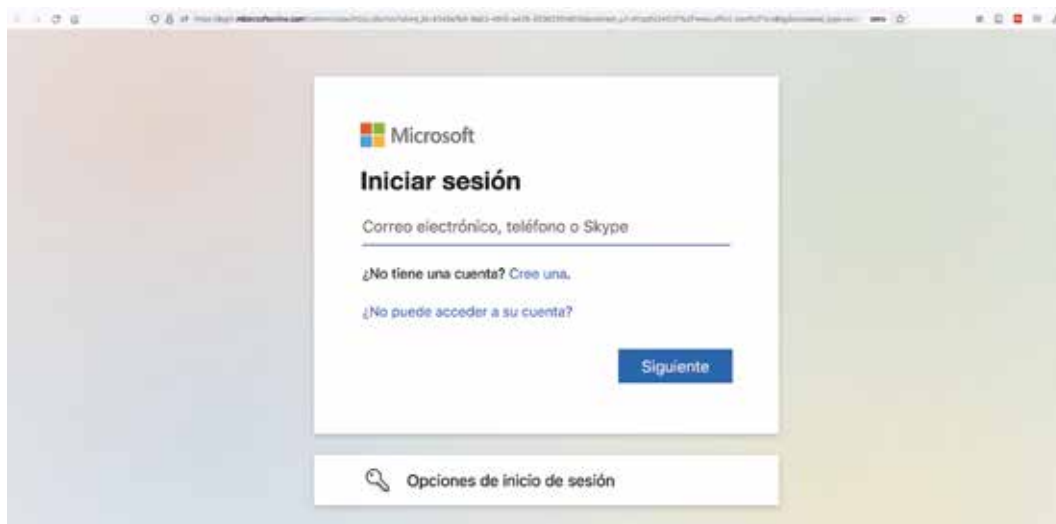 Microsoft
Iniciar sesión
Correo electrónico, teléfono o Skype
¿No tiene una cuenta? Cree una.
¿No puede acceder a su cuenta?
Siguiente
Opciones de inicio de sesión